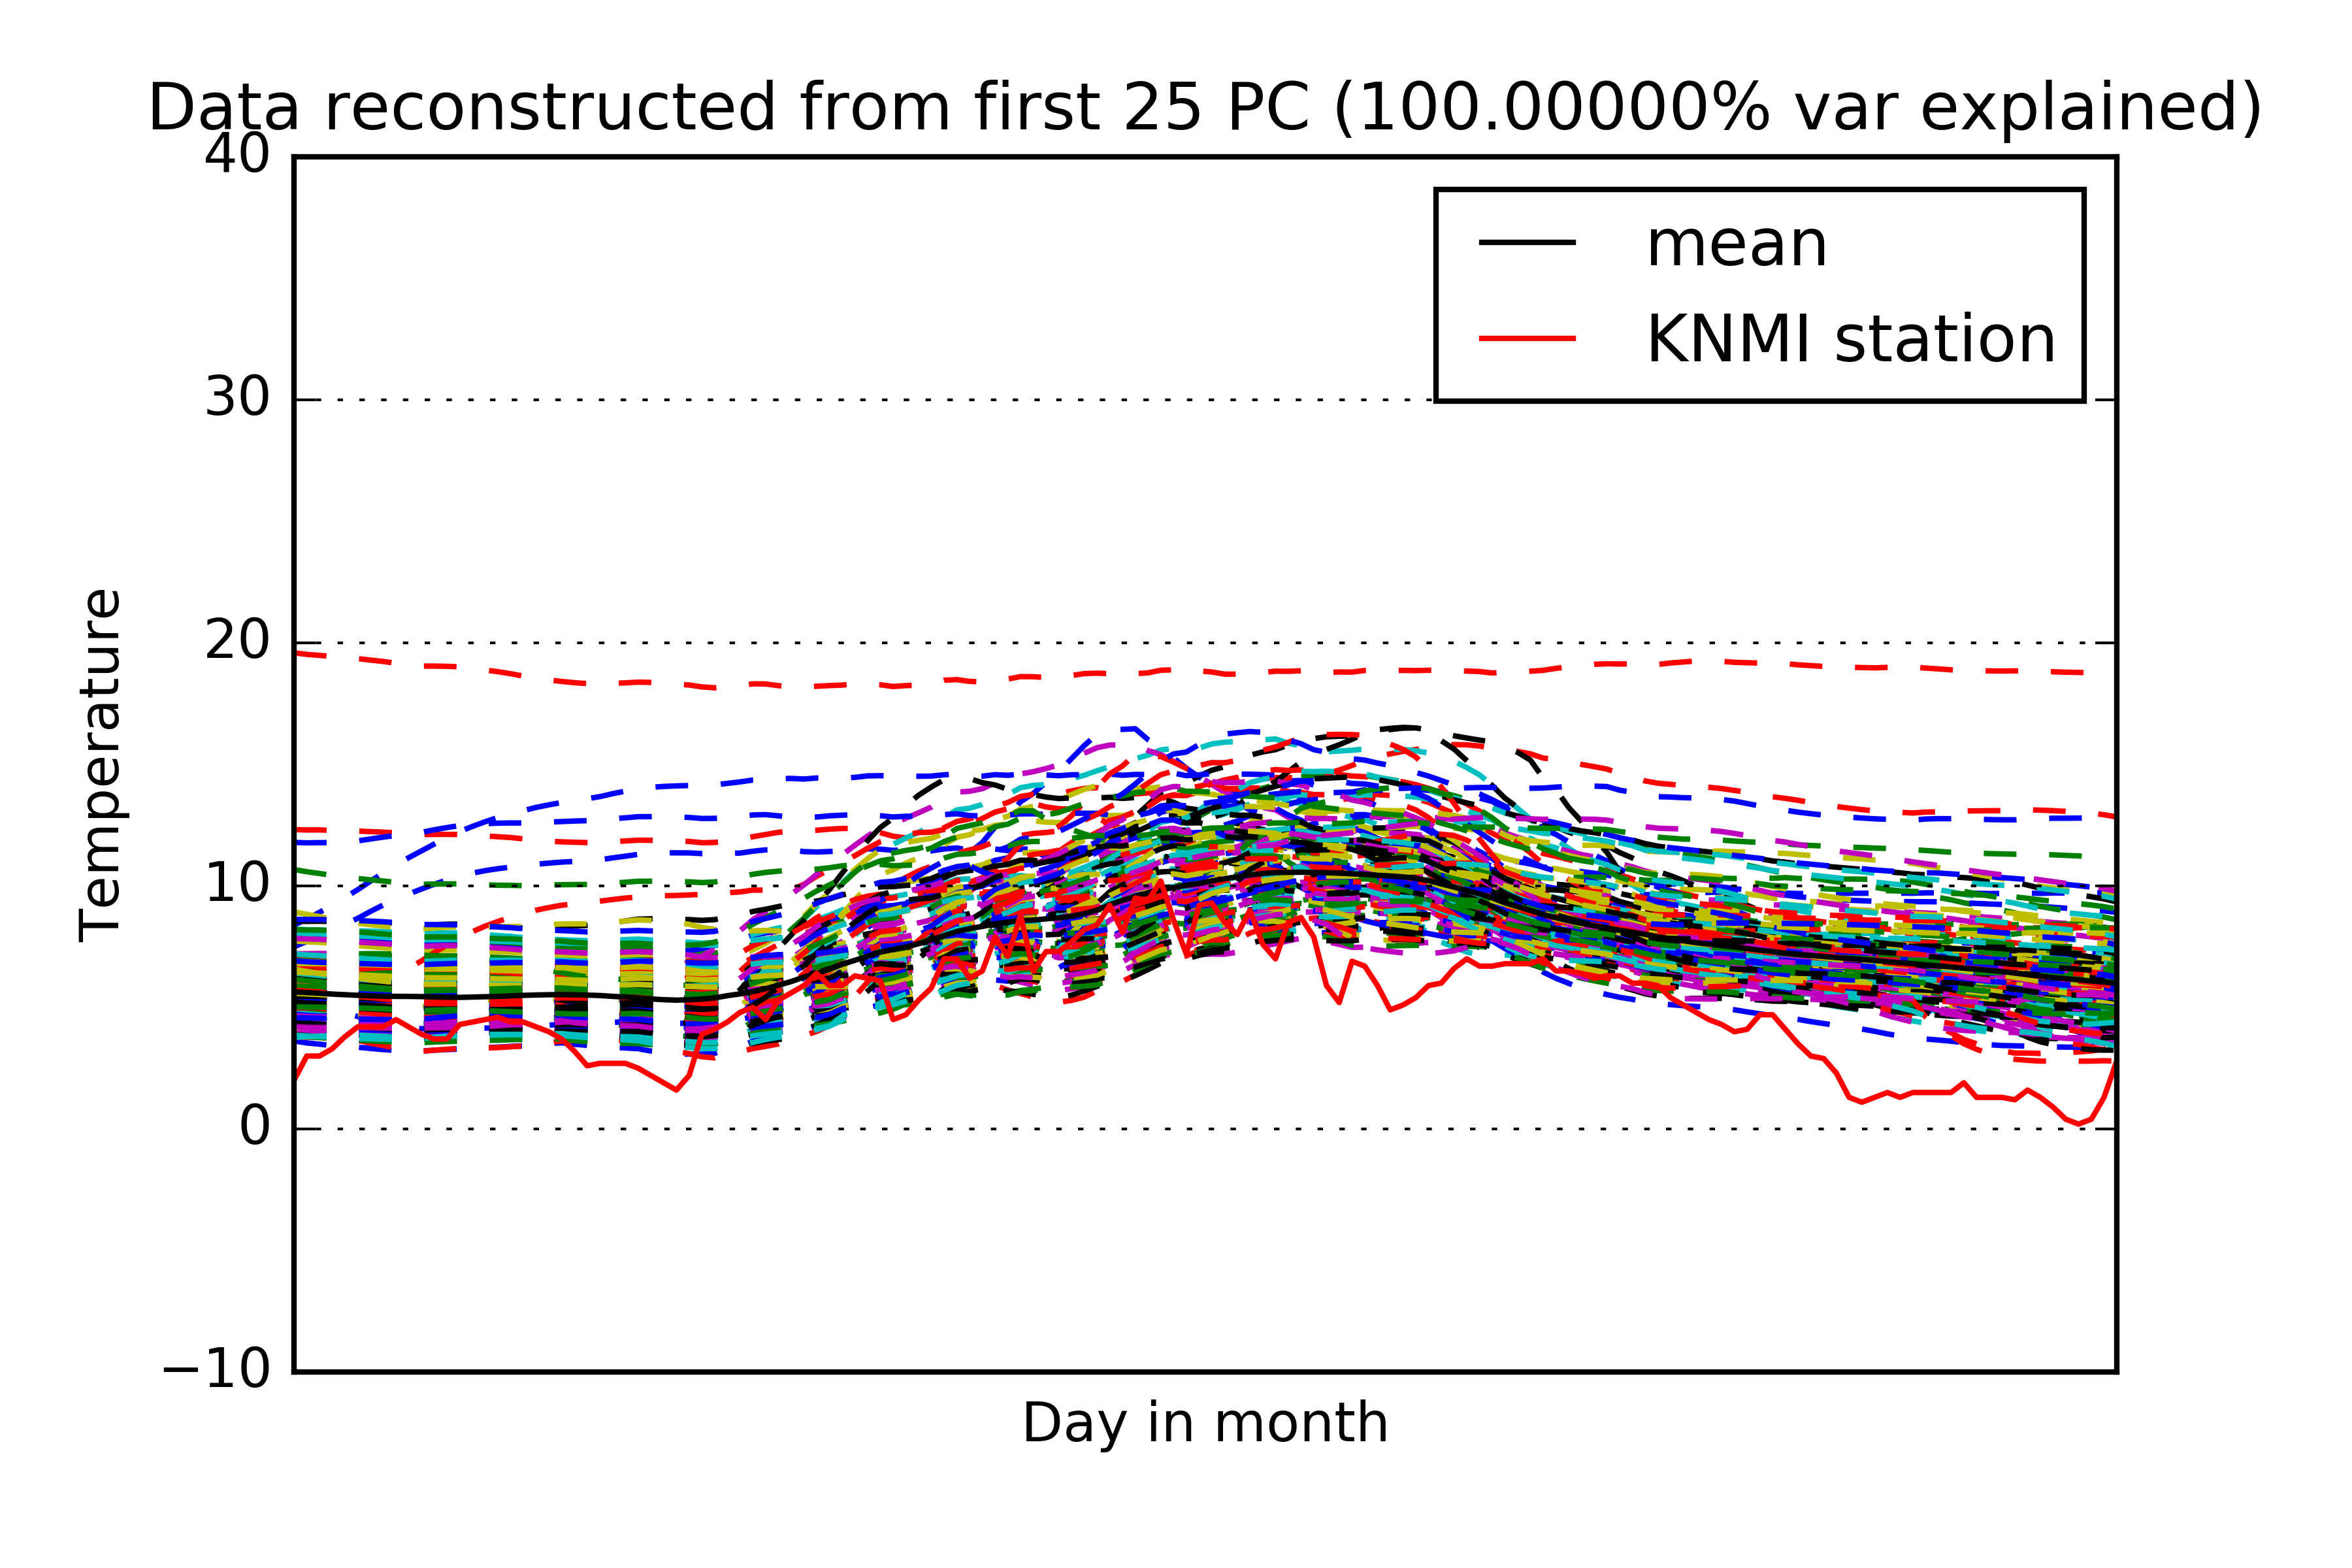 Data reconstructed from first 25 PC (100.00000% var explained)
40
30
20
10
0
−10
Temperature
mean
KNMI station
Day in month